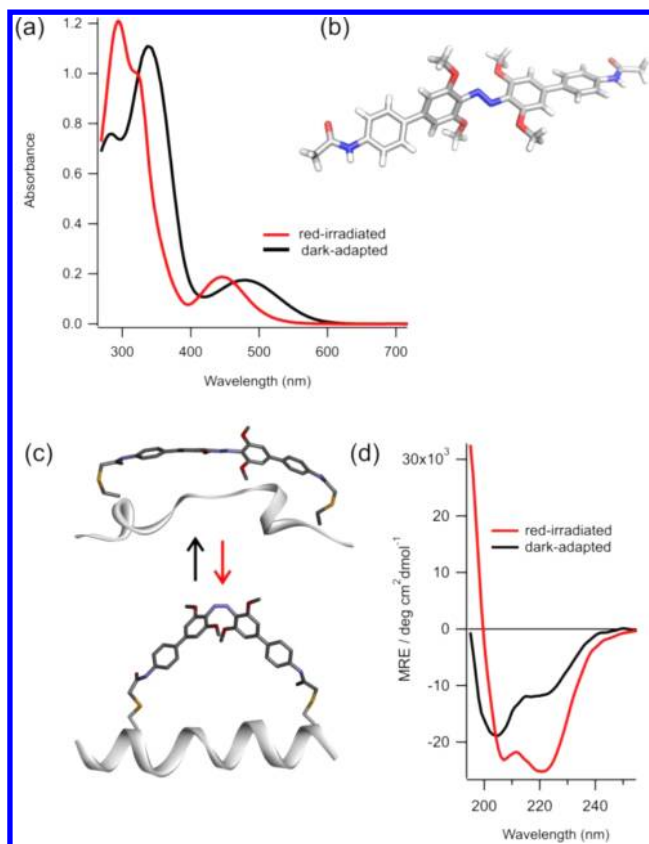 (a)
1.2
1.0
0.8
0.6
0.4
0.2
0.0
Absorbance
300 400 500 600 700
Wavelength (nm)
red-irradiated
dark-adapted
(b)
(c)
(d)
30x10³
20
10
0
-10
-20
MRE / deg cm² dmol⁻¹
red-irradiated
dark-adapted
200 220 240
Wavelength (nm)